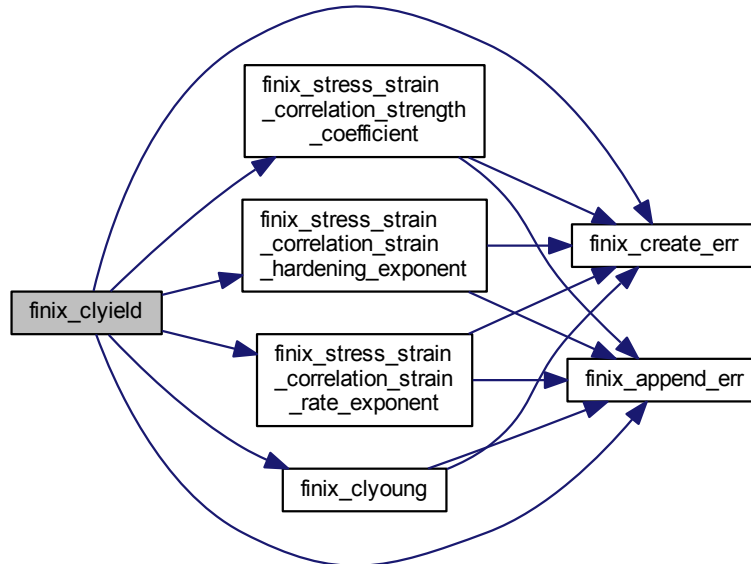 finix_stress_strain
_correlation_strength
_coefficient
finix_stress_strain
_correlation_strain
_hardening_exponent
finix_create_err
finix_clyield
finix_stress_strain
_correlation_strain
_rate_exponent
finix_append_err
finix_clyoung